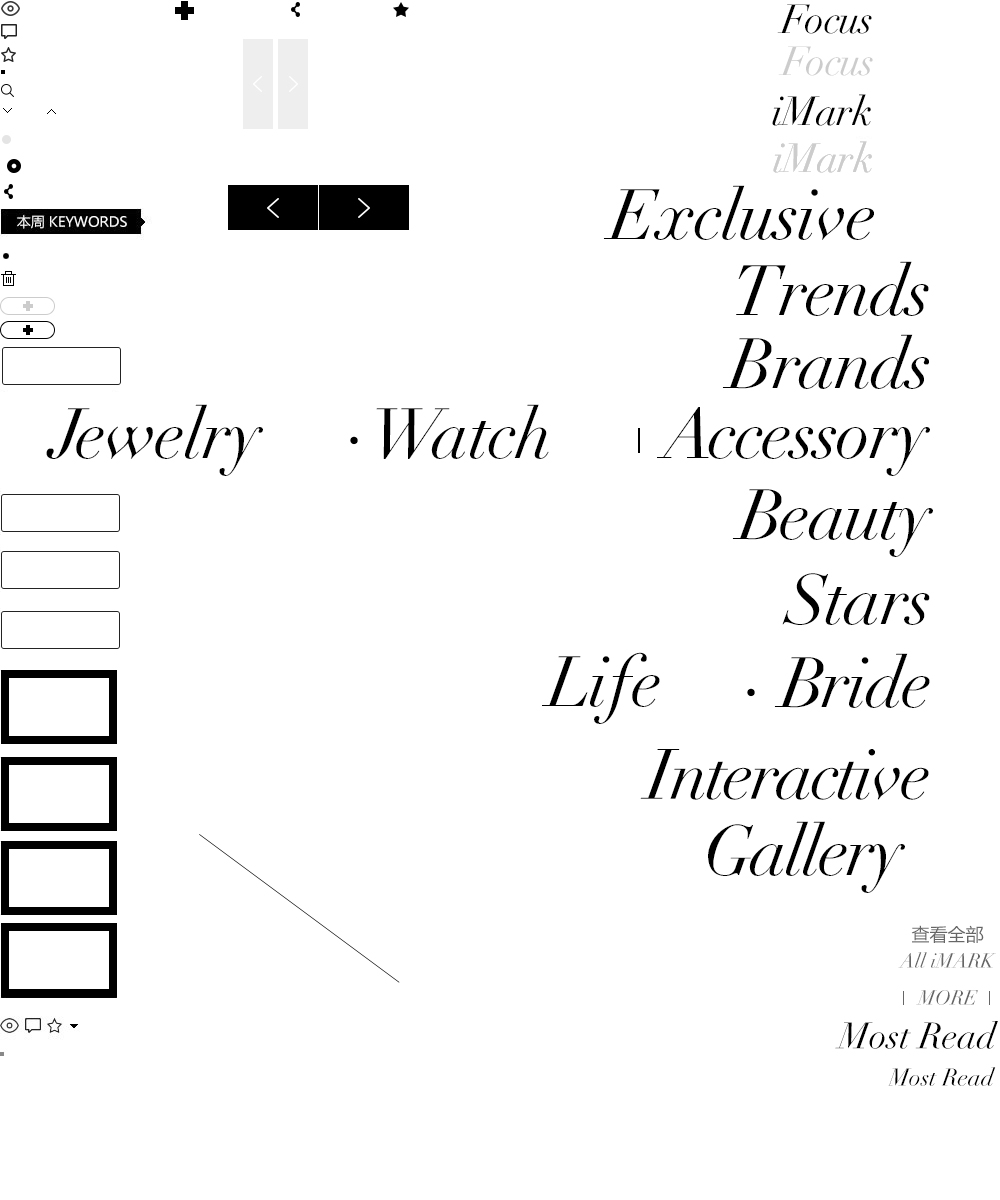 Focus
Focus
iMark
iMark
Exclusive
本周 KEYWORDS
Trends
Brands
Jewelry · Watch | Accessory
Beauty
Stars
Life · Bride
Interactive
Gallery
查看全部
All iMARK
| MORE |
Most Read
Most Read